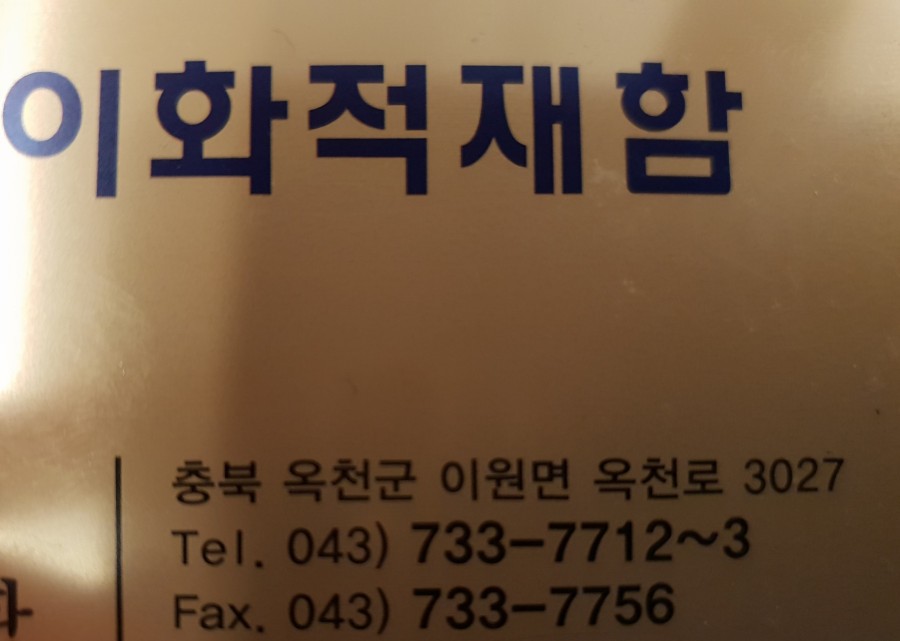 이화적재함
충북 옥천군 이원면 옥천로 3027
Tel. 043) 733-7712~3
Fax. 043) 733-7756